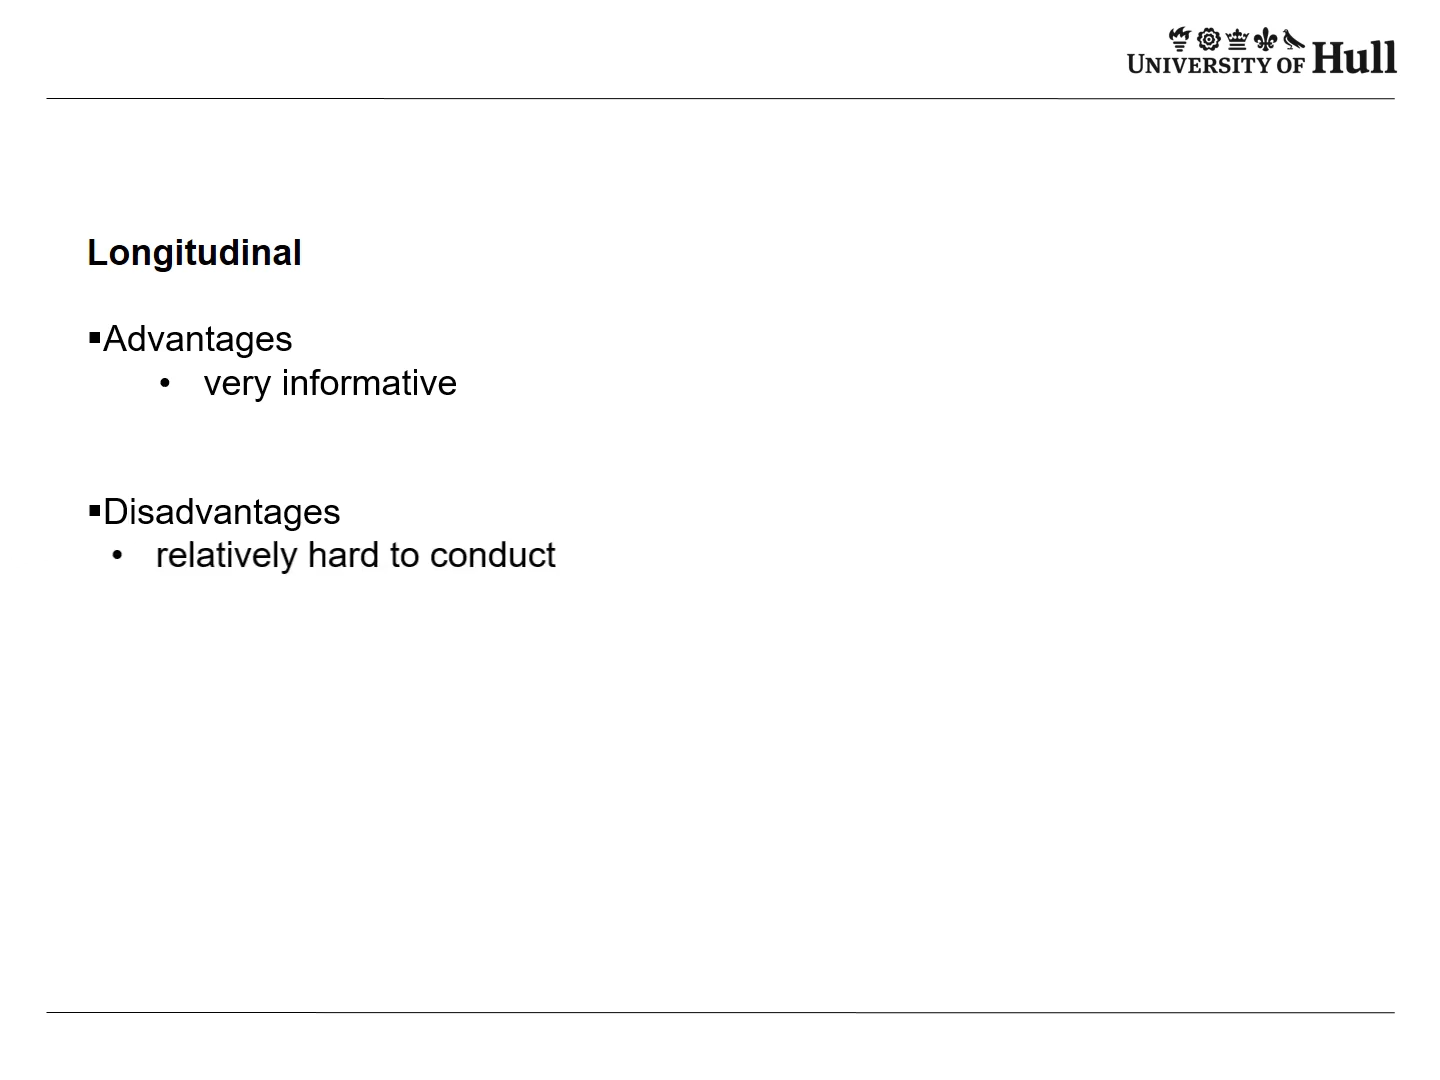 UNIVERSITY OF Hull
Longitudinal
▪Advantages
• very informative
▪Disadvantages
• relatively hard to conduct